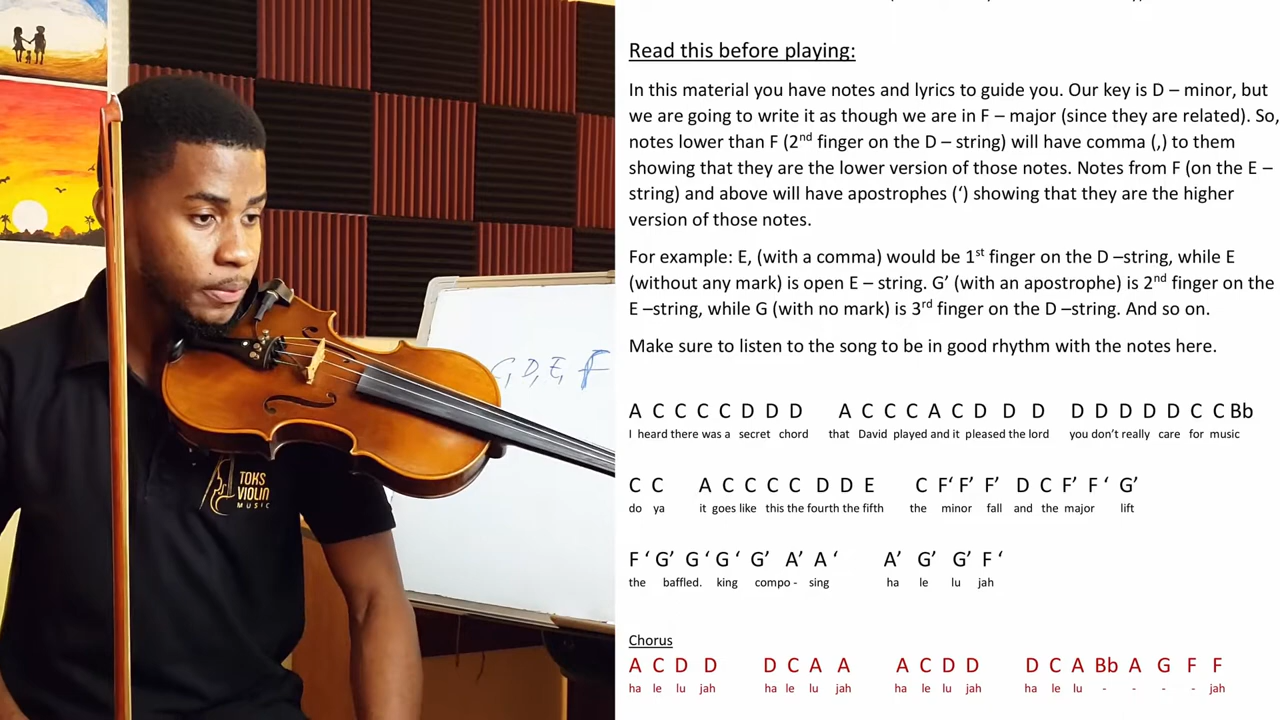 Read this before playing:
In this material you have notes and lyrics to guide you. Our key is D – minor, but
we are going to write it as though we are in F – major (since they are related). So,
notes lower than F (2nd finger on the D – string) will have comma (,) to them
showing that they are the lower version of those notes. Notes from F (on the E –
string) and above will have apostrophes (‘) showing that they are the higher
version of those notes.
For example: E, (with a comma) would be 1st finger on the D –string, while E
(without any mark) is open E – string. G’ (with an apostrophe) is 2nd finger on the
E –string, while G (with no mark) is 3rd finger on the D –string. And so on.
Make sure to listen to the song to be in good rhythm with the notes here.
A C C C C D D D A C C C A C D D D D D D D D C C Bb
I heard there was a secret chord that David played and it pleased the lord you don’t really care for music
C C A C C C C D D E C F‘ F’ F’ D C F’ F ‘ G’
do ya it goes like this the fourth the fifth the minor fall and the major lift
F ‘ G’ G ‘ G ‘ G’ A’ A ‘ A’ G’ G’ F ‘
the baffled. king compo - sing ha le lu jah
Chorus
A C D D D C A A A C D D D C A Bb A G F F
ha le lu jah ha le lu jah ha le lu jah ha le lu - - - - jah
TOKS
VIOLIN
MUSIC
D, E, F